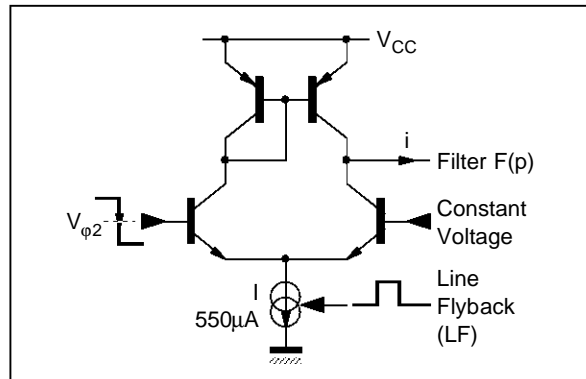 VCC
i
Filter F(p)
Vφ2
Constant
Voltage
I
550µA
Line
Flyback
(LF)